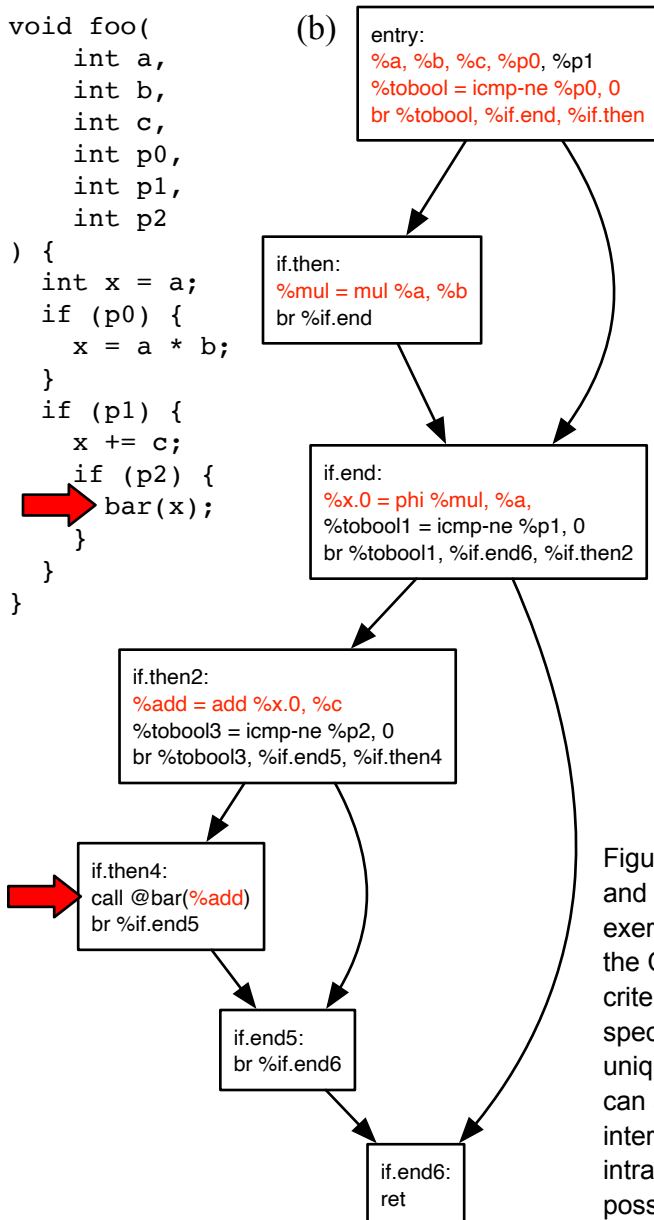 void foo(
int a,
int b,
int c,
int p0,
int p1,
int p2
) {
int x = a;
if (p0) {
x = a * b;
}
if (p1) {
x += c;
if (p2) {
bar(x);
}
}
}
(b)
entry:
%a, %b, %c, %p0, %p1
%tobool = icmp-ne %p0, 0
br %tobool, %if.end, %if.then
if.then:
%mul = mul %a, %b
br %if.end
if.end:
%x.0 = phi %mul, %a,
%tobool1 = icmp-ne %p1, 0
br %tobool1, %if.end6, %if.then2
if.then2:
%add = add %x.0, %c
%tobool3 = icmp-ne %p2, 0
br %tobool3, %if.end5, %if.then4
if.then4:
call @bar(%add)
br %if.end5
if.end5:
br %if.end6
if.end6:
ret
Figu
and
exer
the
crite
spec
uniq
can
inter
intra
poss